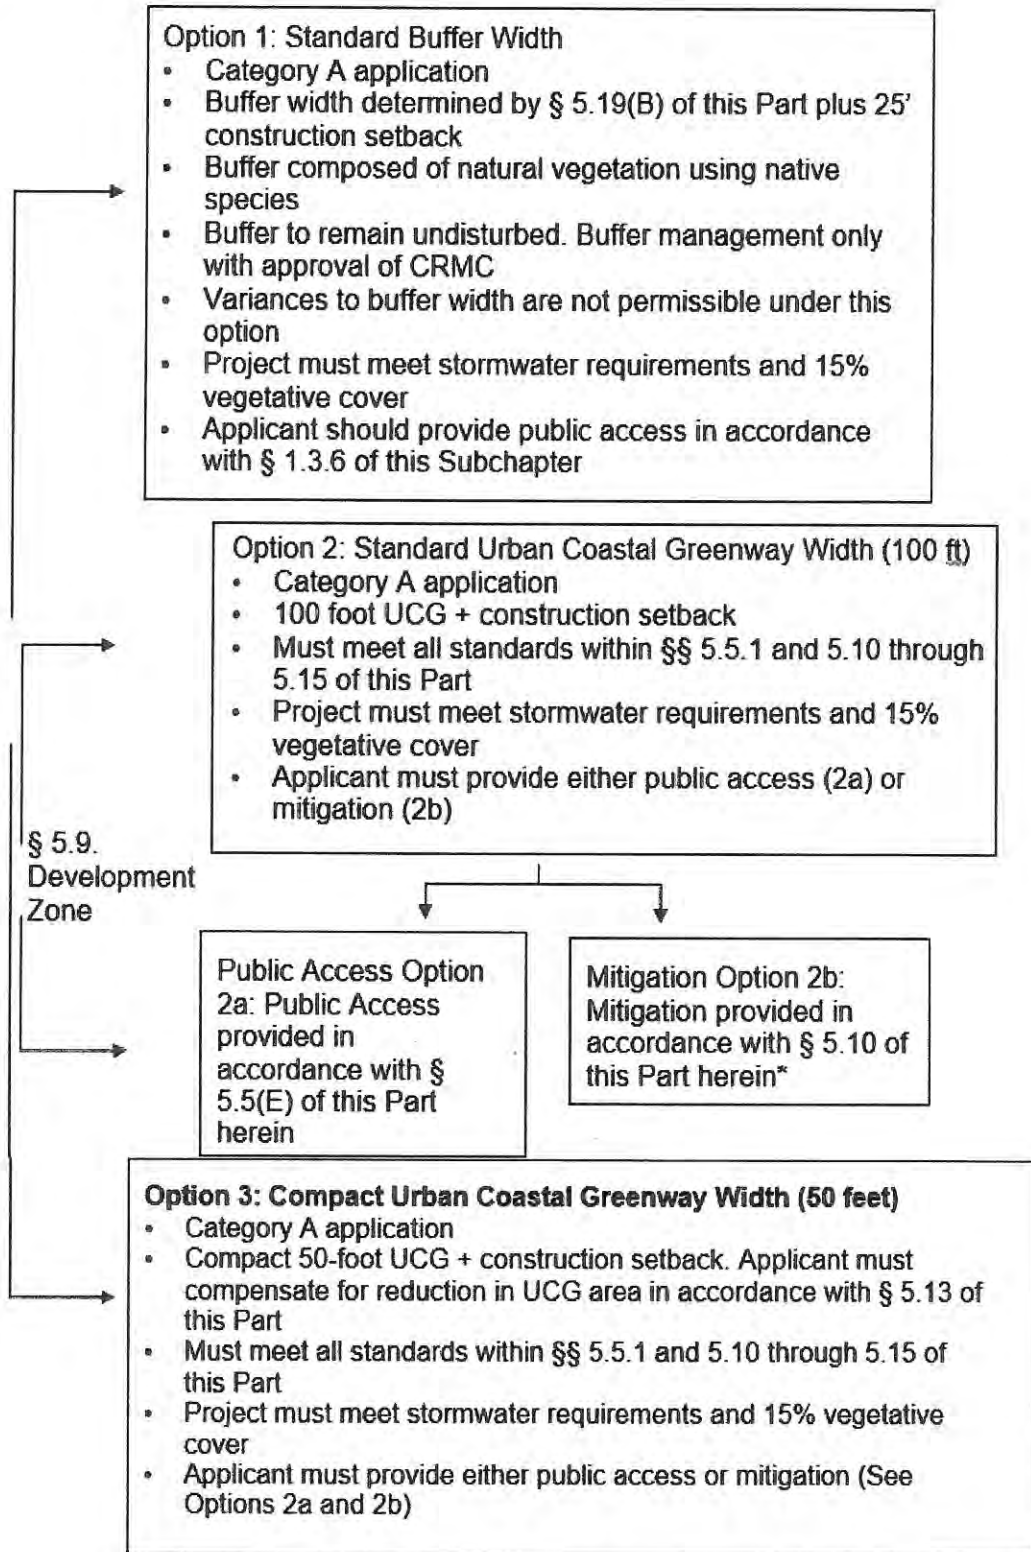 Option 1: Standard Buffer Width
• Category A application
• Buffer width determined by § 5.19(B) of this Part plus 25'
construction setback
• Buffer composed of natural vegetation using native
species
• Buffer to remain undisturbed. Buffer management only
with approval of CRMC
• Variances to buffer width are not permissible under this
option
• Project must meet stormwater requirements and 15%
vegetative cover
• Applicant should provide public access in accordance
with § 1.3.6 of this Subchapter
Option 2: Standard Urban Coastal Greenway Width (100 ft)
• Category A application
• 100 foot UCG + construction setback
• Must meet all standards within §§ 5.5.1 and 5.10 through
5.15 of this Part
• Project must meet stormwater requirements and 15%
vegetative cover
• Applicant must provide either public access (2a) or
mitigation (2b)
§ 5.9.
Development
Zone
Public Access Option
2a: Public Access
provided in
accordance with §
5.5(E) of this Part
herein
Mitigation Option 2b:
Mitigation provided in
accordance with § 5.10 of
this Part herein*
Option 3: Compact Urban Coastal Greenway Width (50 feet)
• Category A application
• Compact 50-foot UCG + construction setback. Applicant must
compensate for reduction in UCG area in accordance with § 5.13 of
this Part
• Must meet all standards within §§ 5.5.1 and 5.10 through 5.15 of
this Part
• Project must meet stormwater requirements and 15% vegetative
cover
• Applicant must provide either public access or mitigation (See
Options 2a and 2b)